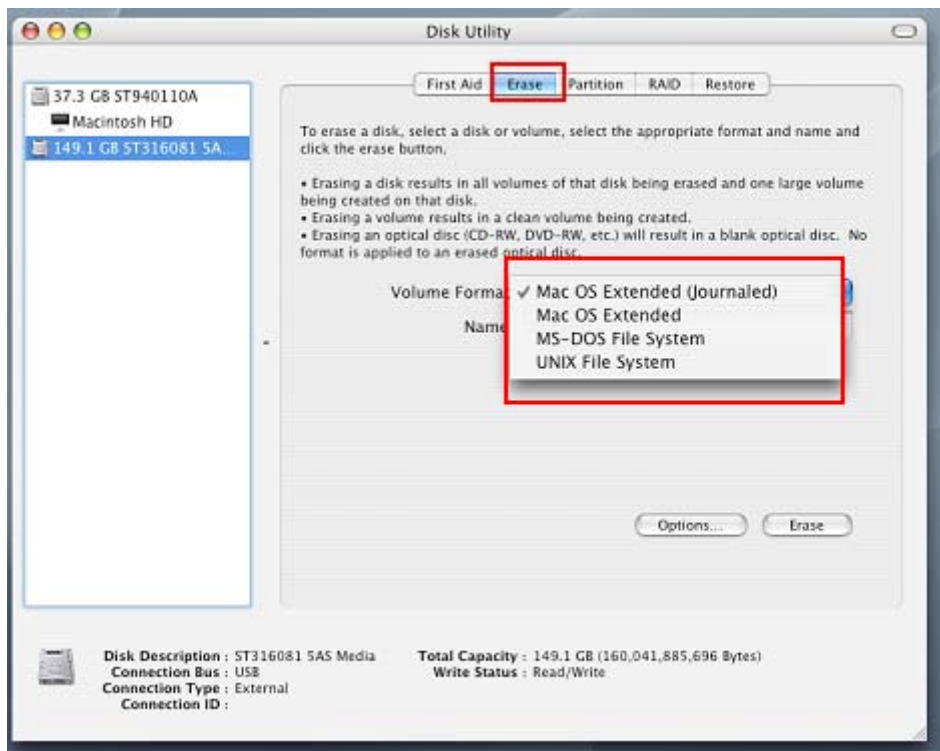 Disk Utility
37.3 GB ST940110A
Macintosh HD
149.1 GB ST316081 5A...
First Aid Erase Partition RAID Restore
To erase a disk, select a disk or volume, select the appropriate format and name and
click the erase button.
• Erasing a disk results in all volumes of that disk being erased and one large volume
being created on that disk.
• Erasing a volume results in a clean volume being created.
• Erasing an optical disc (CD-RW, DVD-RW, etc.) will result in a blank optical disc. No
format is applied to an erased optical disc.
Volume Format ✓ Mac OS Extended (Journaled)
Mac OS Extended
Name
MS-DOS File System
UNIX File System
Options... Erase
Disk Description : ST316081 5AS Media Total Capacity : 149.1 GB (160,041,885,696 Bytes)
Connection Bus : USB Write Status : Read/Write
Connection Type : External
Connection ID :